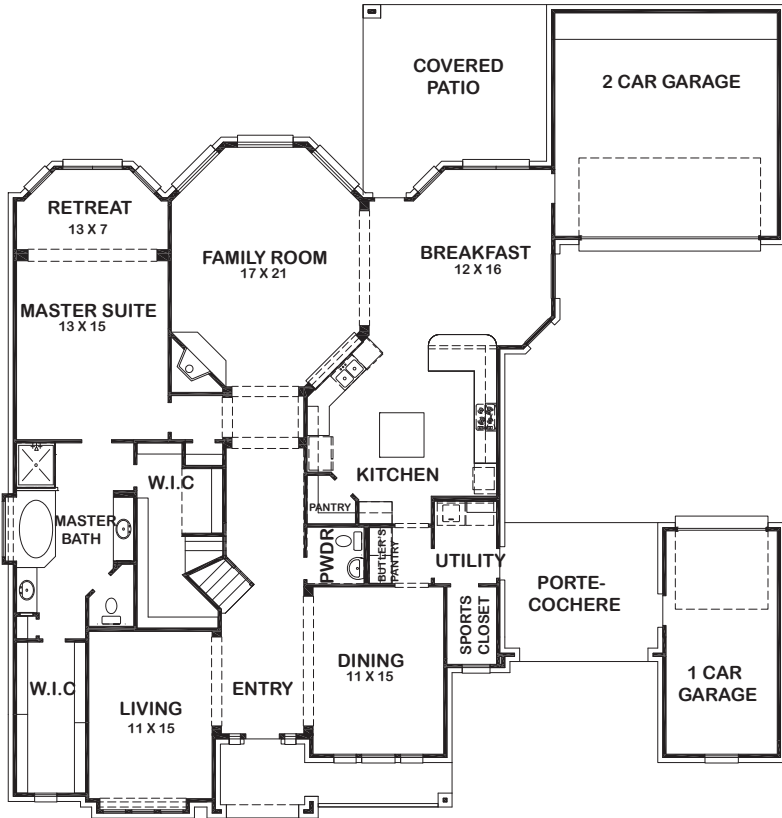 COVERED
PATIO
2 CAR GARAGE
RETREAT
13 X 7
FAMILY ROOM
17 X 21
BREAKFAST
12 X 16
MASTER SUITE
13 X 15
W.I.C
KITCHEN
PANTRY
MASTER
BATH
PWDR
BUTLER'S
PANTRY
UTILITY
PORTE-
COCHERE
SPORTS
CLOSET
W.I.C
LIVING
11 X 15
ENTRY
DINING
11 X 15
1 CAR
GARAGE